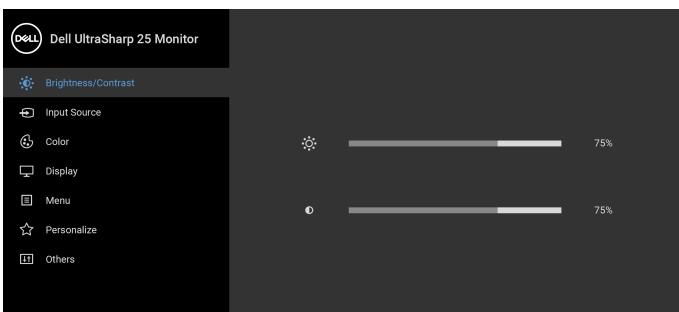 DELL Dell UltraSharp 25 Monitor
Brightness/Contrast
Input Source
Color
75%
Display
Menu
75%
Personalize
Others